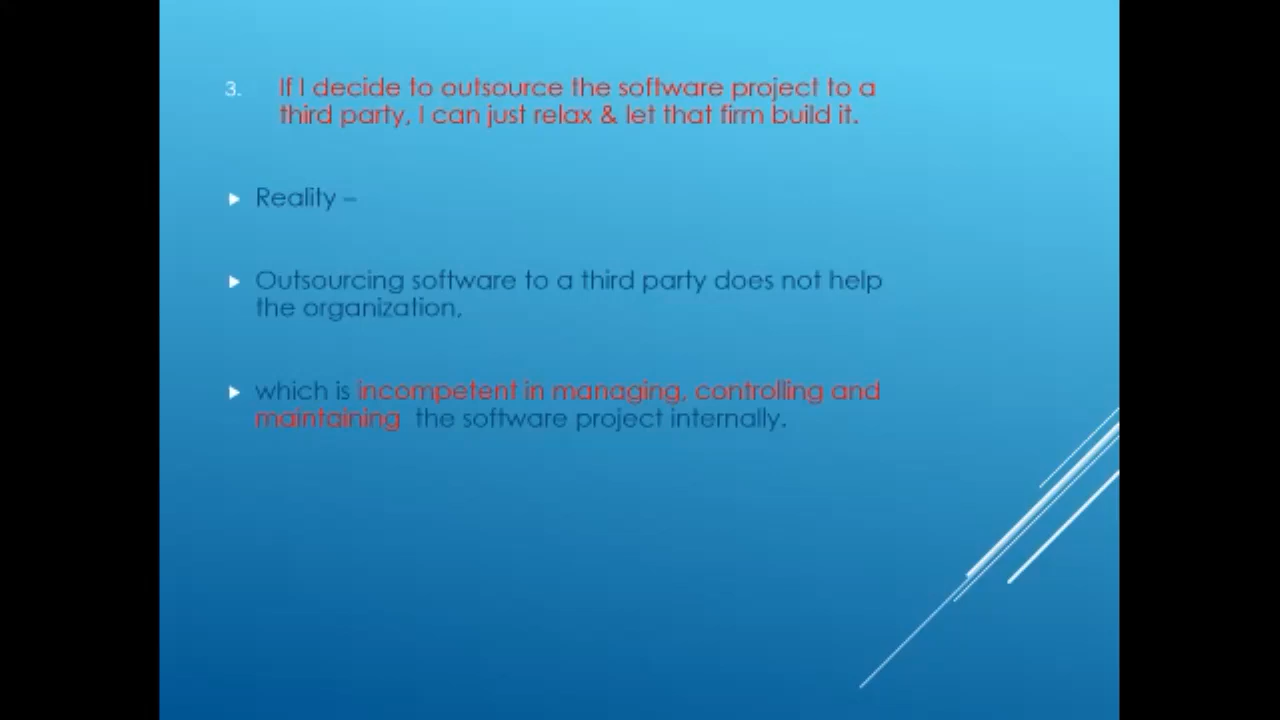 3. If I decide to outsource the software project to a
third party, I can just relax & let that firm build it.
Reality –
Outsourcing software to a third party does not help
the organization,
which is incompetent in managing, controlling and
maintaining the software project internally.